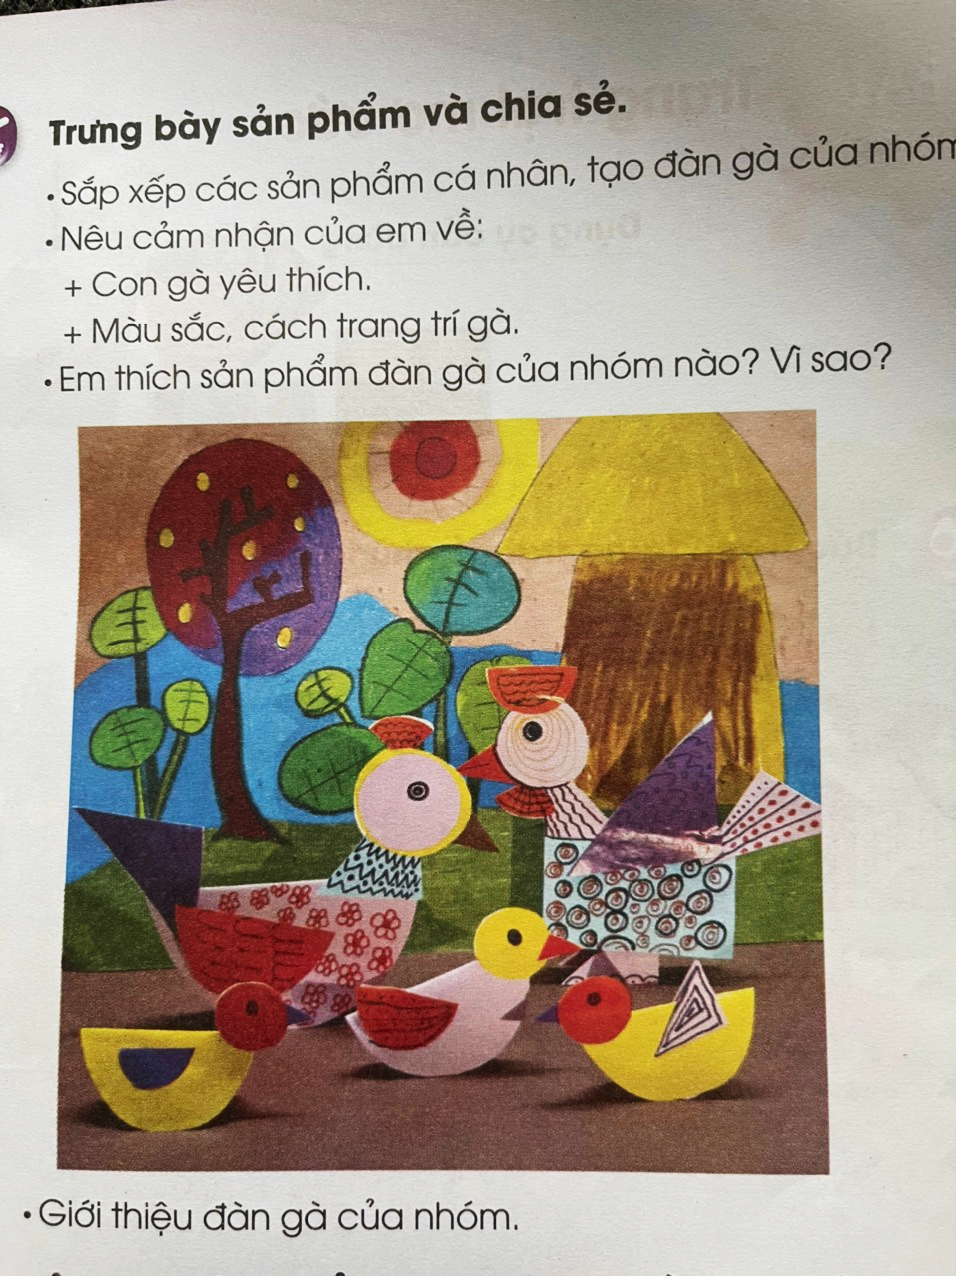 Trưng bày sản phẩm và chia sẻ.
• Sắp xếp các sản phẩm cá nhân, tạo đàn gà của nhóm
• Nêu cảm nhận của em về:
+ Con gà yêu thích.
+ Màu sắc, cách trang trí gà.
• Em thích sản phẩm đàn gà của nhóm nào? Vì sao?
• Giới thiệu đàn gà của nhóm.